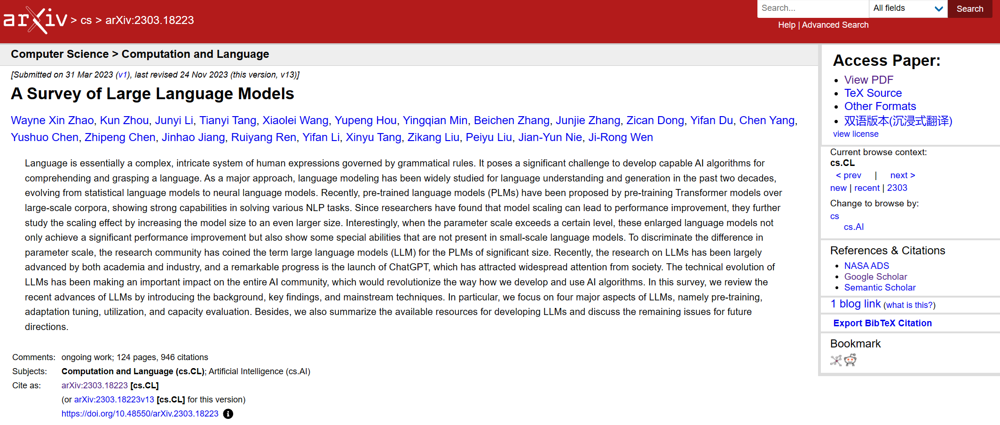 arXiv > cs > arXiv:2303.18223
Search...
All fields
Search
Help | Advanced Search
Computer Science > Computation and Language
[Submitted on 31 Mar 2023 (v1), last revised 24 Nov 2023 (this version, v13)]
A Survey of Large Language Models
Wayne Xin Zhao, Kun Zhou, Junyi Li, Tianyi Tang, Xiaolei Wang, Yupeng Hou, Yingqian Min, Beichen Zhang, Junjie Zhang, Zican Dong, Yifan Du, Chen Yang,
Yushuo Chen, Zhipeng Chen, Jinhao Jiang, Ruiyang Ren, Yifan Li, Xinyu Tang, Zikang Liu, Peiyu Liu, Jian-Yun Nie, Ji-Rong Wen
Language is essentially a complex, intricate system of human expressions governed by grammatical rules. It poses a significant challenge to develop capable AI algorithms for
comprehending and grasping a language. As a major approach, language modeling has been widely studied for language understanding and generation in the past two decades,
evolving from statistical language models to neural language models. Recently, pre-trained language models (PLMs) have been proposed by pre-training Transformer models over
large-scale corpora, showing strong capabilities in solving various NLP tasks. Since researchers have found that model scaling can lead to performance improvement, they further
study the scaling effect by increasing the model size to an even larger size. Interestingly, when the parameter scale exceeds a certain level, these enlarged language models not
only achieve a significant performance improvement but also show some special abilities that are not present in small-scale language models. To discriminate the difference in
parameter scale, the research community has coined the term large language models (LLM) for the PLMs of significant size. Recently, the research on LLMs has been largely
advanced by both academia and industry, and a remarkable progress is the launch of ChatGPT, which has attracted widespread attention from society. The technical evolution of
LLMs has been making an important impact on the entire AI community, which would revolutionize the way how we develop and use AI algorithms. In this survey, we review the
recent advances of LLMs by introducing the background, key findings, and mainstream techniques. In particular, we focus on four major aspects of LLMs, namely pre-training,
adaptation tuning, utilization, and capacity evaluation. Besides, we also summarize the available resources for developing LLMs and discuss the remaining issues for future
directions.
Comments: ongoing work; 124 pages, 946 citations
Subjects: Computation and Language (cs.CL); Artificial Intelligence (cs.AI)
Cite as: arXiv:2303.18223 [cs.CL]
(or arXiv:2303.18223v13 [cs.CL] for this version)
https://doi.org/10.48550/arXiv.2303.18223
Access Paper:
View PDF
TeX Source
Other Formats
双语版本(沉浸式翻译)
view license
Current browse context:
cs.CL
< prev | next >
new | recent | 2303
Change to browse by:
cs
cs.AI
References & Citations
NASA ADS
Google Scholar
Semantic Scholar
1 blog link (what is this?)
Export BibTeX Citation
Bookmark